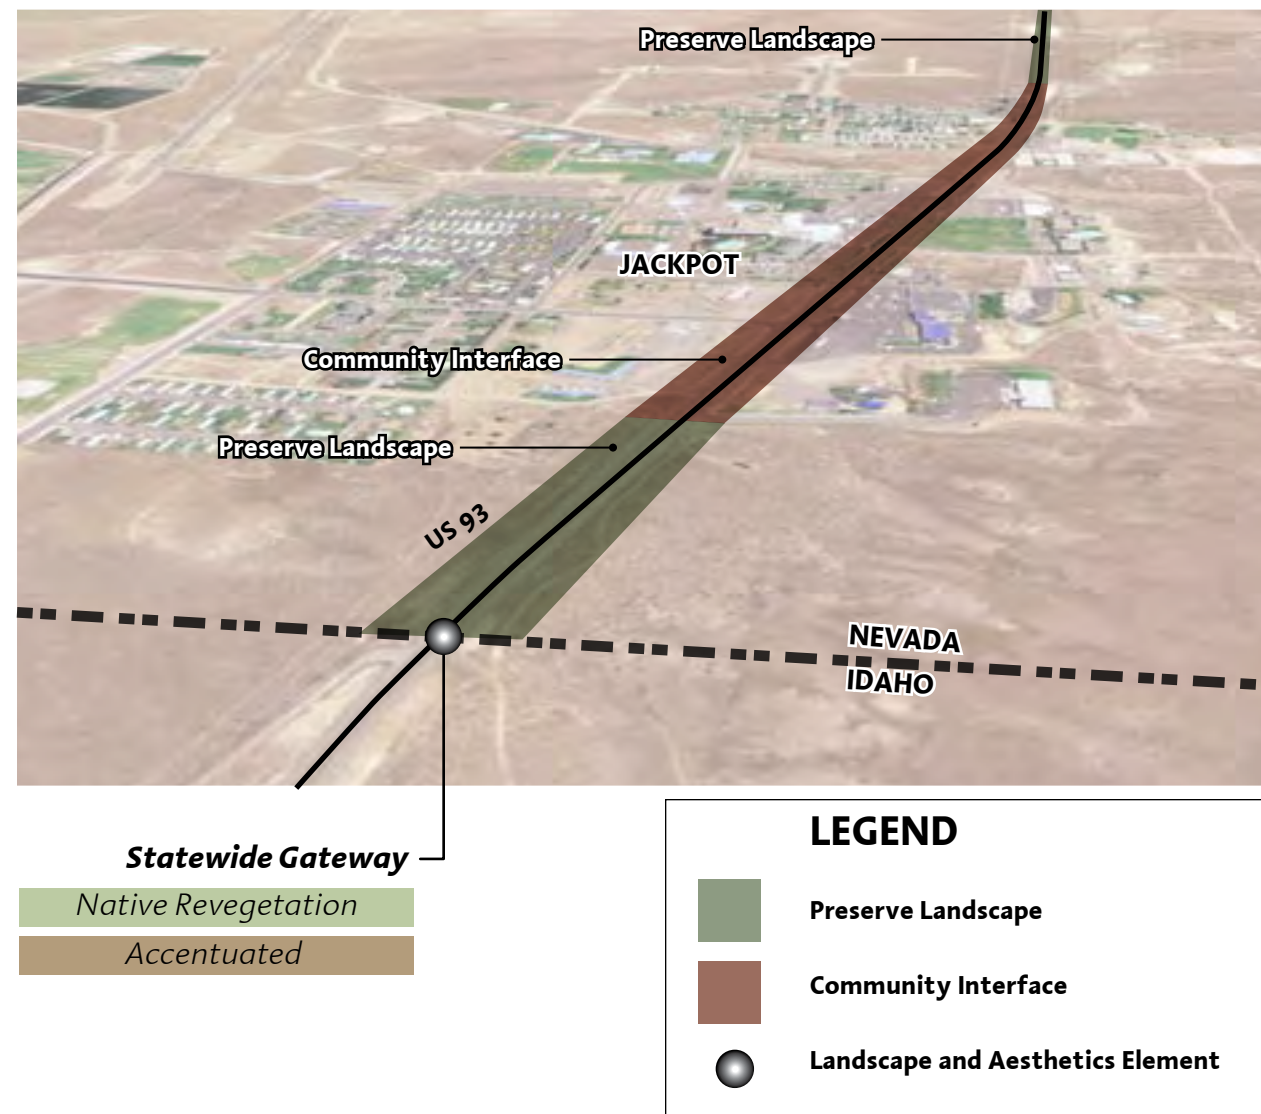 Preserve Landscape
JACKPOT
Community Interface
Preserve Landscape
US 93
NEVADA
IDAHO
Statewide Gateway
Native Revegetation
Accentuated
LEGEND
Preserve Landscape
Community Interface
Landscape and Aesthetics Element